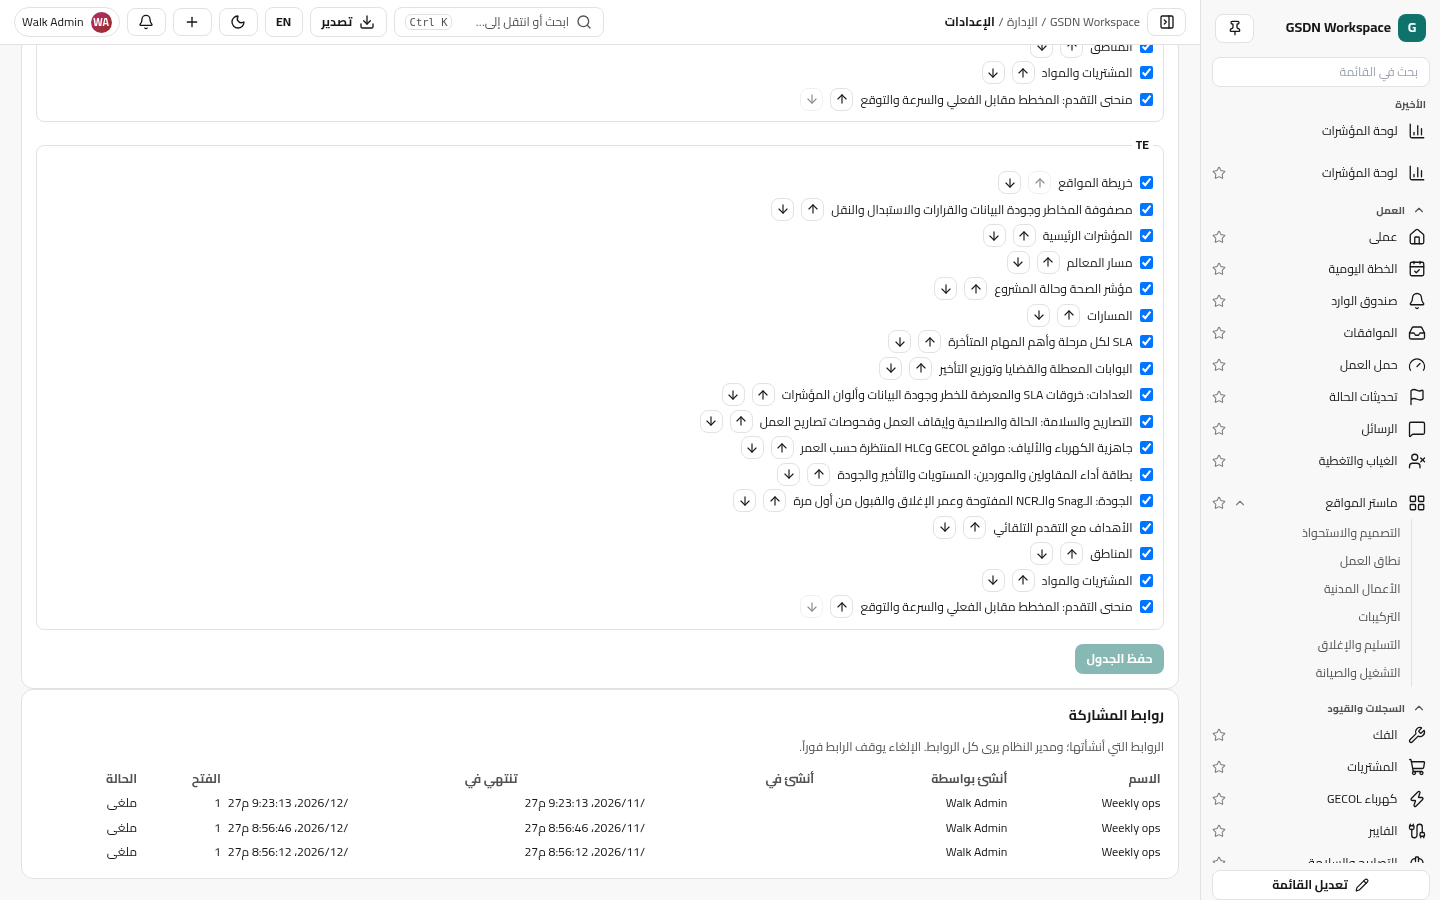 G
GSDN Workspace
بحث في القائمة
الأخيرة
لوحة المؤشرات
لوحة المؤشرات
العمل
عملي
الخطة اليومية
صندوق الوارد
الموافقات
حمل العمل
تحديثات الحالة
الرسائل
الغياب والتغطية
ماستر المواقع
التصميم والاستحواذ
نطاق العمل
الأعمال المدنية
التركيبات
التسليم والإغلاق
التشغيل والصيانة
السجلات والقيود
الفك
المشتريات
كهرباء GECOL
الفايبر
التصاريح والسلامة
تعديل القائمة
GSDN Workspace / الإدارة / الإعدادات
ابحث أو انتقل إلى... Ctrl K
تصدير
EN
WA Walk Admin
المناطق
المشتريات والمواد
منحنى التقدم: المخطط مقابل الفعلي والسرعة والتوقع
TE
خريطة المواقع
مصفوفة المخاطر وجودة البيانات والقرارات والاستبدال والنقل
المؤشرات الرئيسية
مسار المعالم
مؤشر الصحة وحالة المشروع
المسارات
SLA لكل مرحلة وأهم المهام المتأخرة
البوابات المعطلة والقضايا وتوزيع التأخير
العدادات: خروقات SLA والمعرضة للخطر وجودة البيانات وألوان المؤشرات
التصاريح والسلامة: الحالة والصلاحية وإيقاف العمل وفحوصات تصاريح العمل
جاهزية الكهرباء والألياف: مواقع GECOL وHLC المنتظرة حسب العمر
بطاقة أداء المقاولين والموردين: المستويات والتأخير والجودة
الجودة: الـSnag والـNCR المفتوحة وعمر الإغلاق والقبول من أول مرة
الأهداف مع التقدم التلقائي
المناطق
المشتريات والمواد
منحنى التقدم: المخطط مقابل الفعلي والسرعة والتوقع
حفظ الجدول
روابط المشاركة
الروابط التي أنشأتها؛ ومدير النظام يرى كل الروابط. الإلغاء يوقف الرابط فوراً.
الاسم أنشئ بواسطة أنشئ في تنتهي في الفتح الحالة
Weekly ops Walk Admin 27/11/2026، 9:23:13 م 27/12/2026، 9:23:13 م 1 ملغى
Weekly ops Walk Admin 27/11/2026، 8:56:46 م 27/12/2026، 8:56:46 م 1 ملغى
Weekly ops Walk Admin 27/11/2026، 8:56:12 م 27/12/2026، 8:56:12 م 1 ملغى